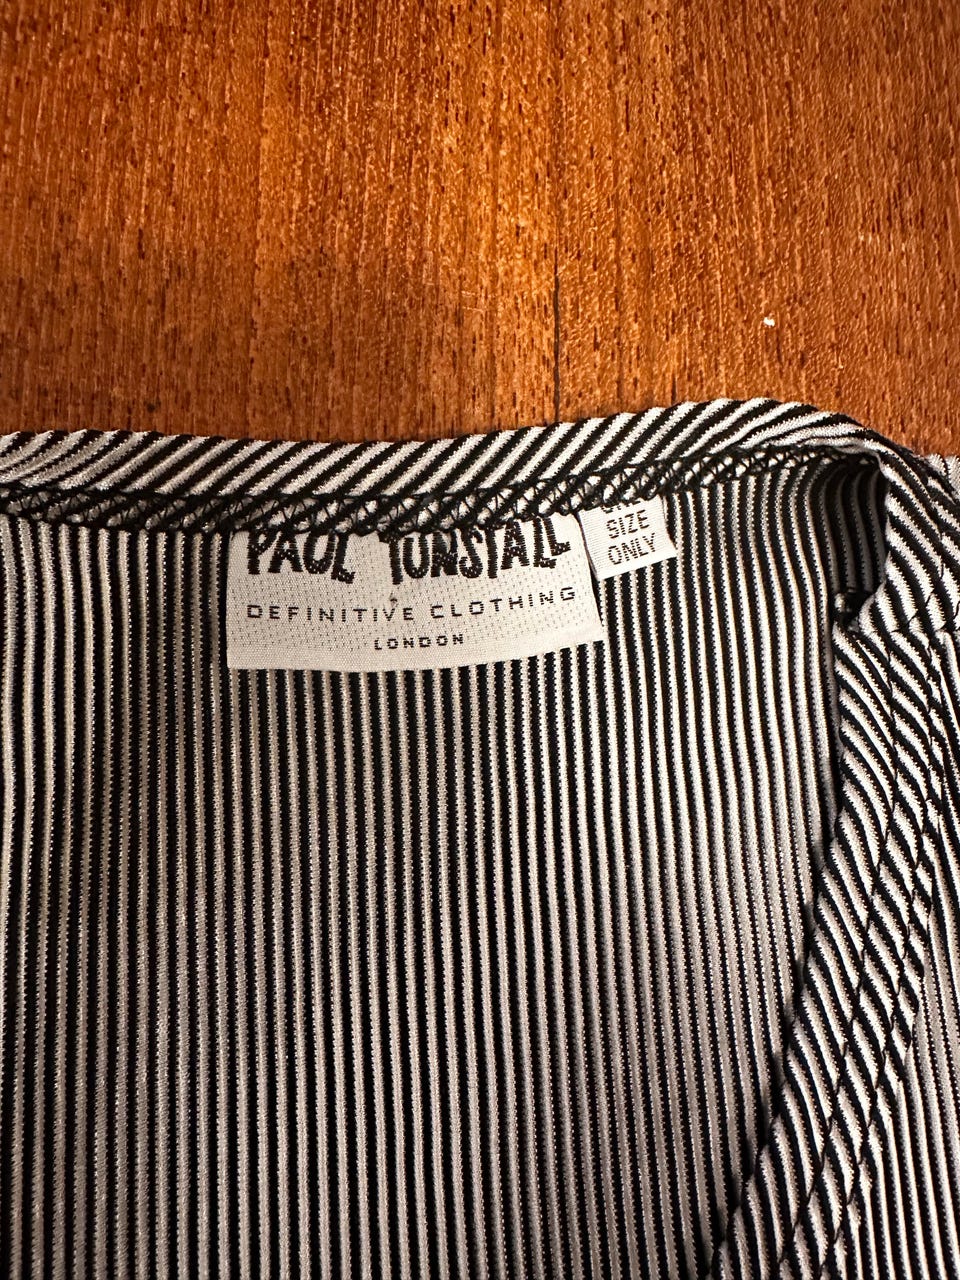 PAUL TUNSTALL
DEFINITIVE CLOTHING
LONDON
SIZE
ONLY